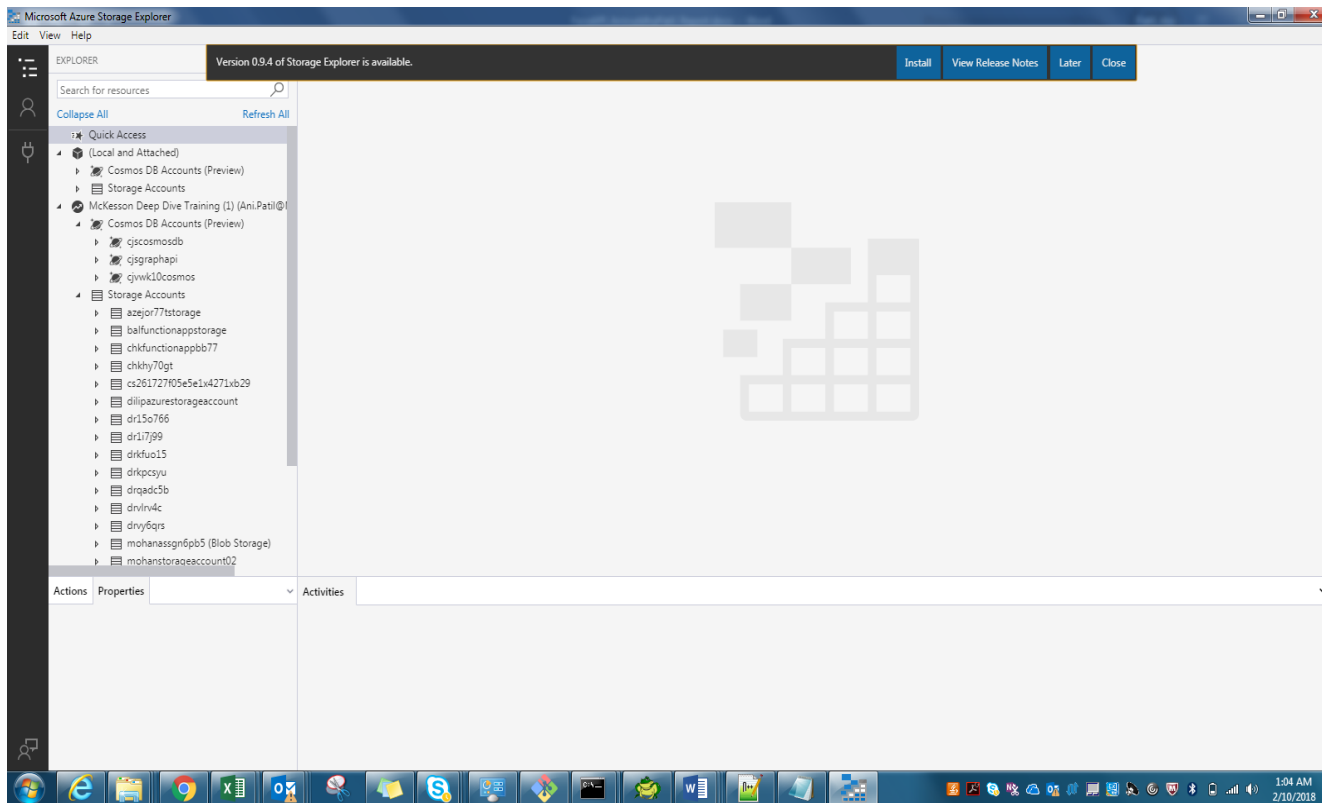 Microsoft Azure Storage Explorer
Edit View Help
EXPLORER
Version 0.9.4 of Storage Explorer is available.
Install
View Release Notes
Later
Close
Search for resources
Collapse All
Refresh All
Quick Access
(Local and Attached)
Cosmos DB Accounts (Preview)
Storage Accounts
McKesson Deep Dive Training (1) (Ani.Patil@
Cosmos DB Accounts (Preview)
cjscosmosdb
cjsgraphapi
cjvwk10cosmos
Storage Accounts
azejor77tstorage
balfunctionappstorage
chkfunctionappbb77
chkhy70gt
cs261727f05e5e1x4271xb29
dilipazurestorageaccount
dr15o766
dr1i7j99
drkfuo15
drkpcsyu
drqadc5b
drvlrv4c
drvy6qrs
mohanassgn6pb5 (Blob Storage)
mohanstorageaccount02
Actions
Properties
Activities
1:04 AM
2/10/2018